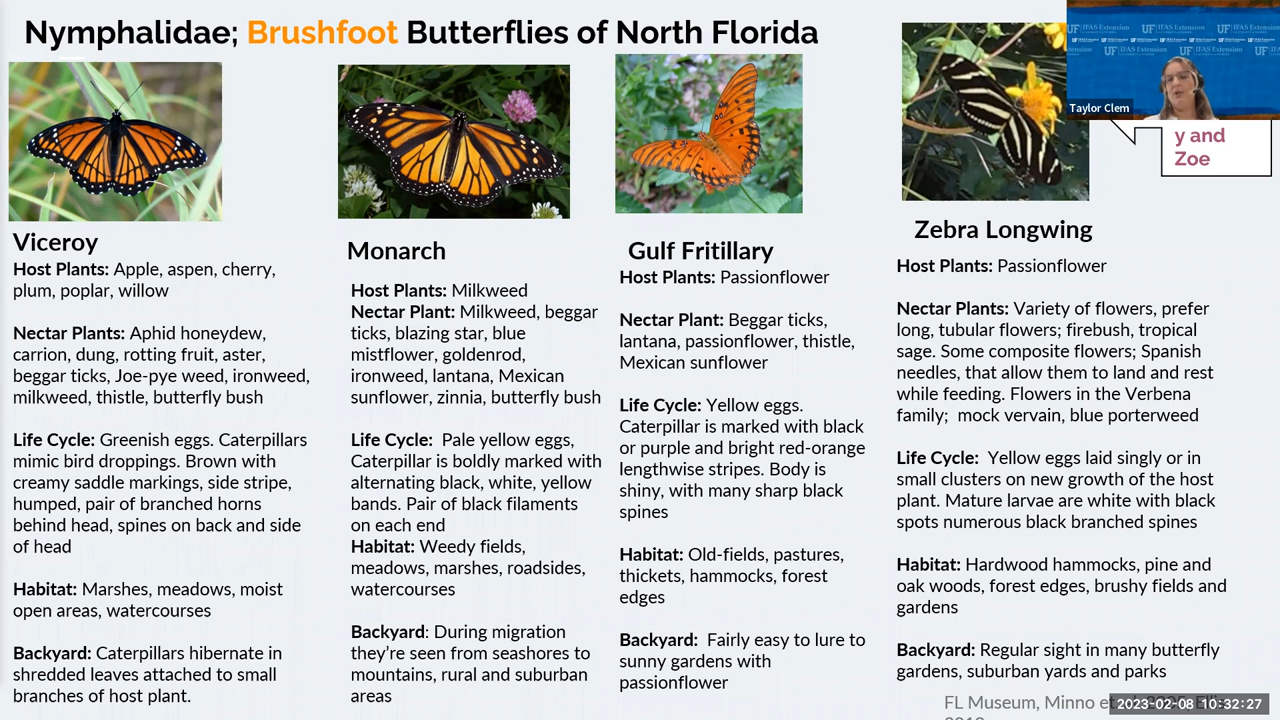 Nymphalidae; Brushfoot Butterflies of North Florida
UF IFAS Extension
Taylor Clem
y and
Zoe
Viceroy
Host Plants: Apple, aspen, cherry,
plum, poplar, willow
Nectar Plants: Aphid honeydew,
carrion, dung, rotting fruit, aster,
beggar ticks, Joe-pye weed, ironweed,
milkweed, thistle, butterfly bush
Life Cycle: Greenish eggs. Caterpillars
mimic bird droppings. Brown with
creamy saddle markings, side stripe,
humped, pair of branched horns
behind head, spines on back and side
of head
Habitat: Marshes, meadows, moist
open areas, watercourses
Backyard: Caterpillars hibernate in
shredded leaves attached to small
branches of host plant.
Monarch
Host Plants: Milkweed
Nectar Plant: Milkweed, beggar
ticks, blazing star, blue
mistflower, goldenrod,
ironweed, lantana, Mexican
sunflower, zinnia, butterfly bush
Life Cycle: Pale yellow eggs,
Caterpillar is boldly marked with
alternating black, white, yellow
bands. Pair of black filaments
on each end
Habitat: Weedy fields,
meadows, marshes, roadsides,
watercourses
Backyard: During migration
they're seen from seashores to
mountains, rural and suburban
areas
Gulf Fritillary
Host Plants: Passionflower
Nectar Plant: Beggar ticks,
lantana, passionflower, thistle,
Mexican sunflower
Life Cycle: Yellow eggs.
Caterpillar is marked with black
or purple and bright red-orange
lengthwise stripes. Body is
shiny, with many sharp black
spines
Habitat: Old-fields, pastures,
thickets, hammocks, forest
edges
Backyard: Fairly easy to lure to
sunny gardens with
passionflower
Zebra Longwing
Host Plants: Passionflower
Nectar Plants: Variety of flowers, prefer
long, tubular flowers; firebush, tropical
sage. Some composite flowers; Spanish
needles, that allow them to land and rest
while feeding. Flowers in the Verbena
family; mock vervain, blue porterweed
Life Cycle: Yellow eggs laid singly or in
small clusters on new growth of the host
plant. Mature larvae are white with black
spots numerous black branched spines
Habitat: Hardwood hammocks, pine and
oak woods, forest edges, brushy fields and
gardens
Backyard: Regular sight in many butterfly
gardens, suburban yards and parks
FL Museum, Minno
2023-02-08 10:32:27